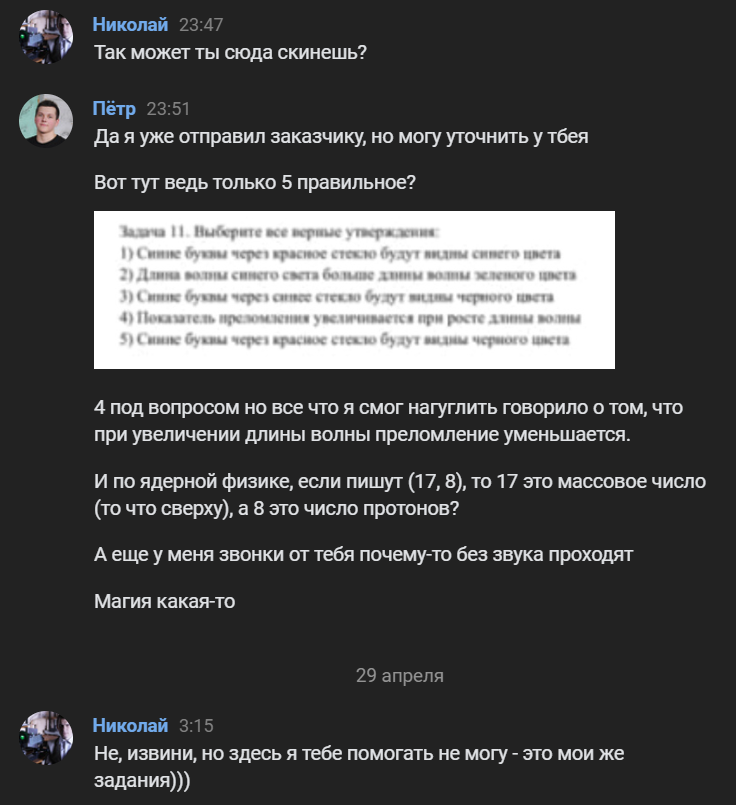 Николай 23:47
Так может ты сюда скинешь?
Пётр 23:51
Да я уже отправил заказчику, но могу уточнить у тбея
Вот тут ведь только 5 правильное?
Задача 11. Выберите все верные утверждения:
1) Синие буквы через красное стекло будут видны синего цвета
2) Длина волны синего света больше длины волны зеленого цвета
3) Синие буквы через синее стекло будут видны черного цвета
4) Показатель преломления увеличивается при росте длины волны
5) Синие буквы через красное стекло будут видны черного цвета
4 под вопросом но все что я смог нагуглить говорило о том, что
при увеличении длины волны преломление уменьшается.
И по ядерной физике, если пишут (17, 8), то 17 это массовое число
(то что сверху), а 8 это число протонов?
А еще у меня звонки от тебя почему-то без звука проходят
Магия какая-то
29 апреля
Николай 3:15
Не, извини, но здесь я тебе помогать не могу - это мои же
задания)))